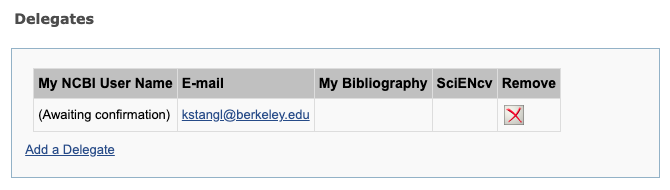 Delegates
My NCBI User Name E-mail My Bibliography SciENcv Remove
(Awaiting confirmation) kstangl@berkeley.edu
Add a Delegate